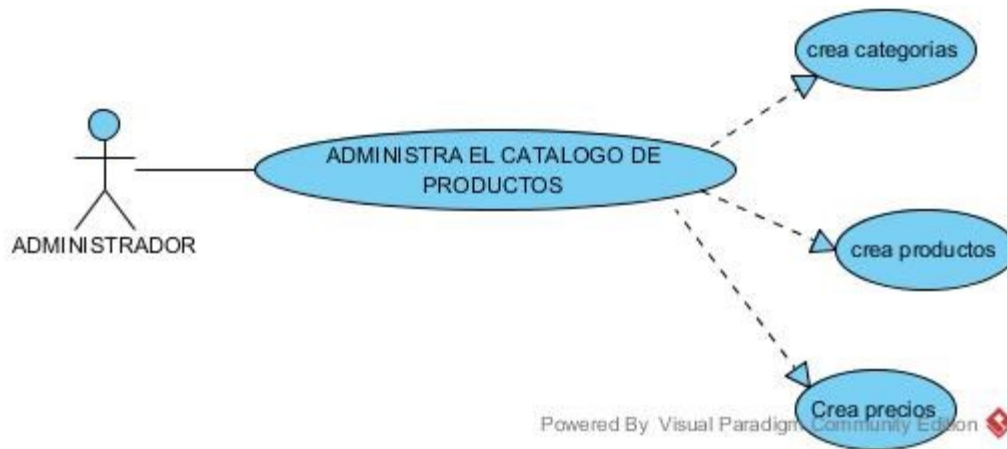 crea categorias
ADMINISTRA EL CATALOGO DE
PRODUCTOS
ADMINISTRADOR
crea productos
Crea precios
Powered By Visual Paradigm Community Edition